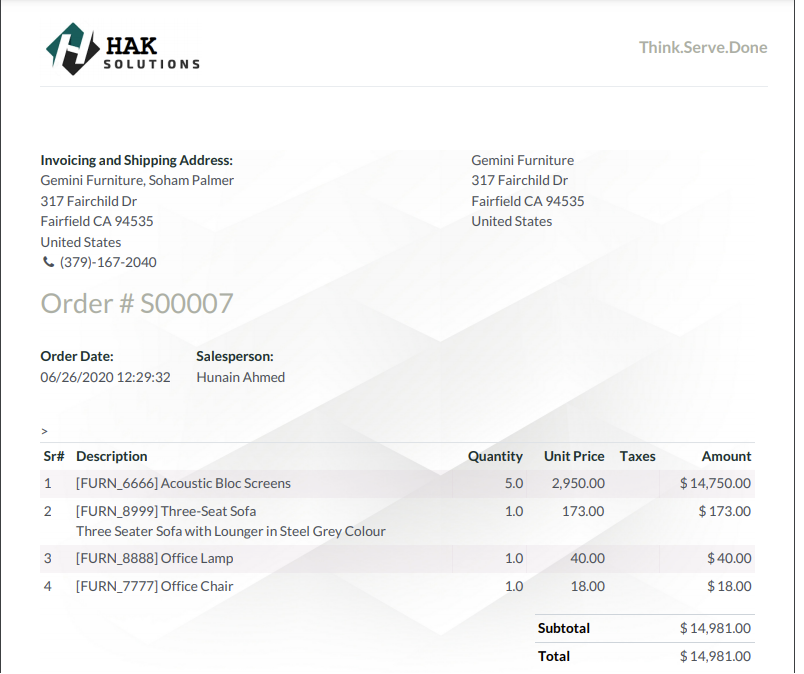 HAK
SOLUTIONS
Think.Serve.Done
Invoicing and Shipping Address:
Gemini Furniture, Soham Palmer
317 Fairchild Dr
Fairfield CA 94535
United States
(379)-167-2040
Gemini Furniture
317 Fairchild Dr
Fairfield CA 94535
United States
Order # S00007
Order Date: Salesperson:
06/26/2020 12:29:32 Hunain Ahmed
>
Sr# Description Quantity Unit Price Taxes Amount
1 [FURN_6666] Acoustic Bloc Screens 5.0 2,950.00 $ 14,750.00
2 [FURN_8999] Three-Seat Sofa 1.0 173.00 $ 173.00
Three Seater Sofa with Lounger in Steel Grey Colour
3 [FURN_8888] Office Lamp 1.0 40.00 $ 40.00
4 [FURN_7777] Office Chair 1.0 18.00 $ 18.00
Subtotal $ 14,981.00
Total $ 14,981.00